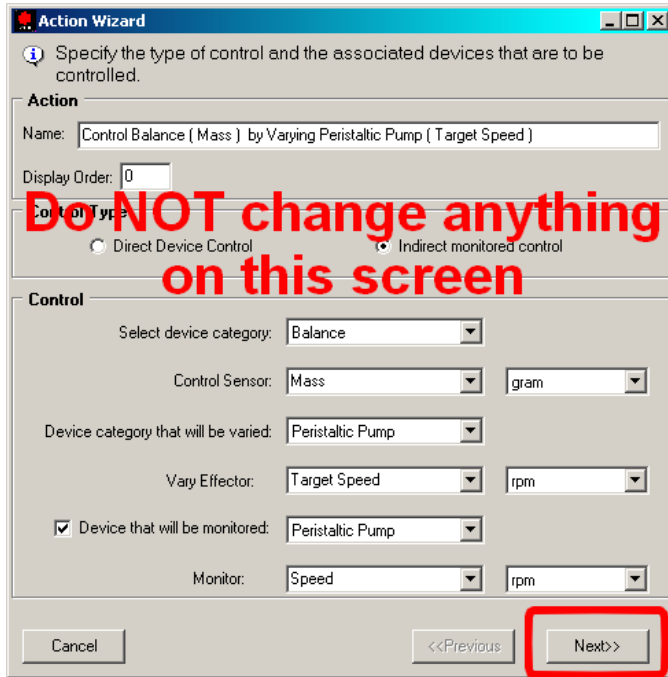 Action Wizard
Specify the type of control and the associated devices that are to be
controlled.
Action
Name: Control Balance ( Mass ) by Varying Peristaltic Pump ( Target Speed )
Display Order: 0
Do NOT change anything
on this screen
Control Type
Direct Device Control Indirect monitored control
Control
Select device category: Balance
Control Sensor: Mass gram
Device category that will be varied: Peristaltic Pump
Vary Effector: Target Speed rpm
Device that will be monitored: Peristaltic Pump
Monitor: Speed rpm
Cancel <<Previous Next>>